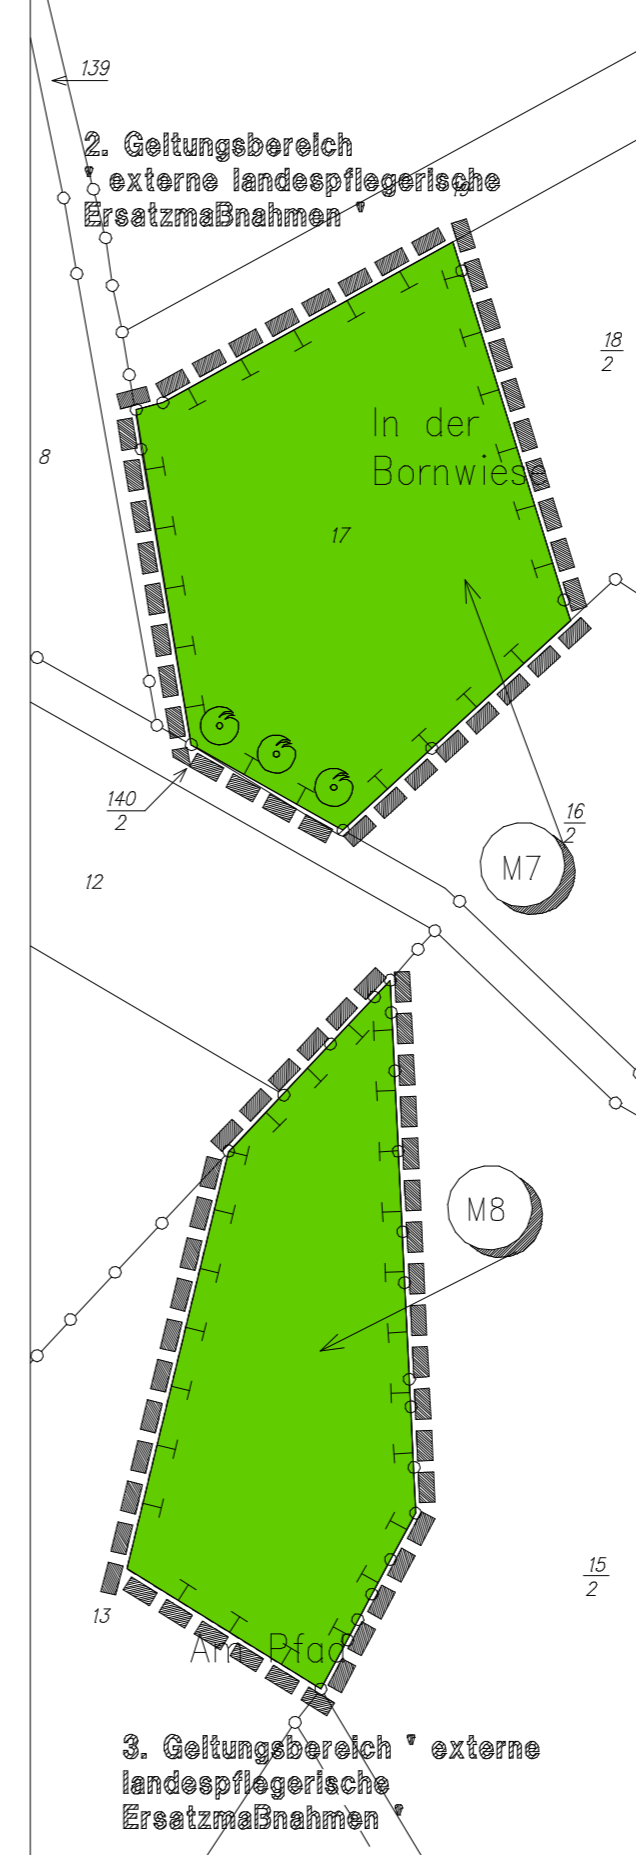 139
2. Geltungsbereich
" externe landespflegerische
Ersatzmaßnahmen "
19
18
2
In der
Bornwiese
8
17
140
2
16
2
M7
12
M8
15
2
13
Am Pfad
3. Geltungsbereich " externe
landespflegerische
Ersatzmaßnahmen "